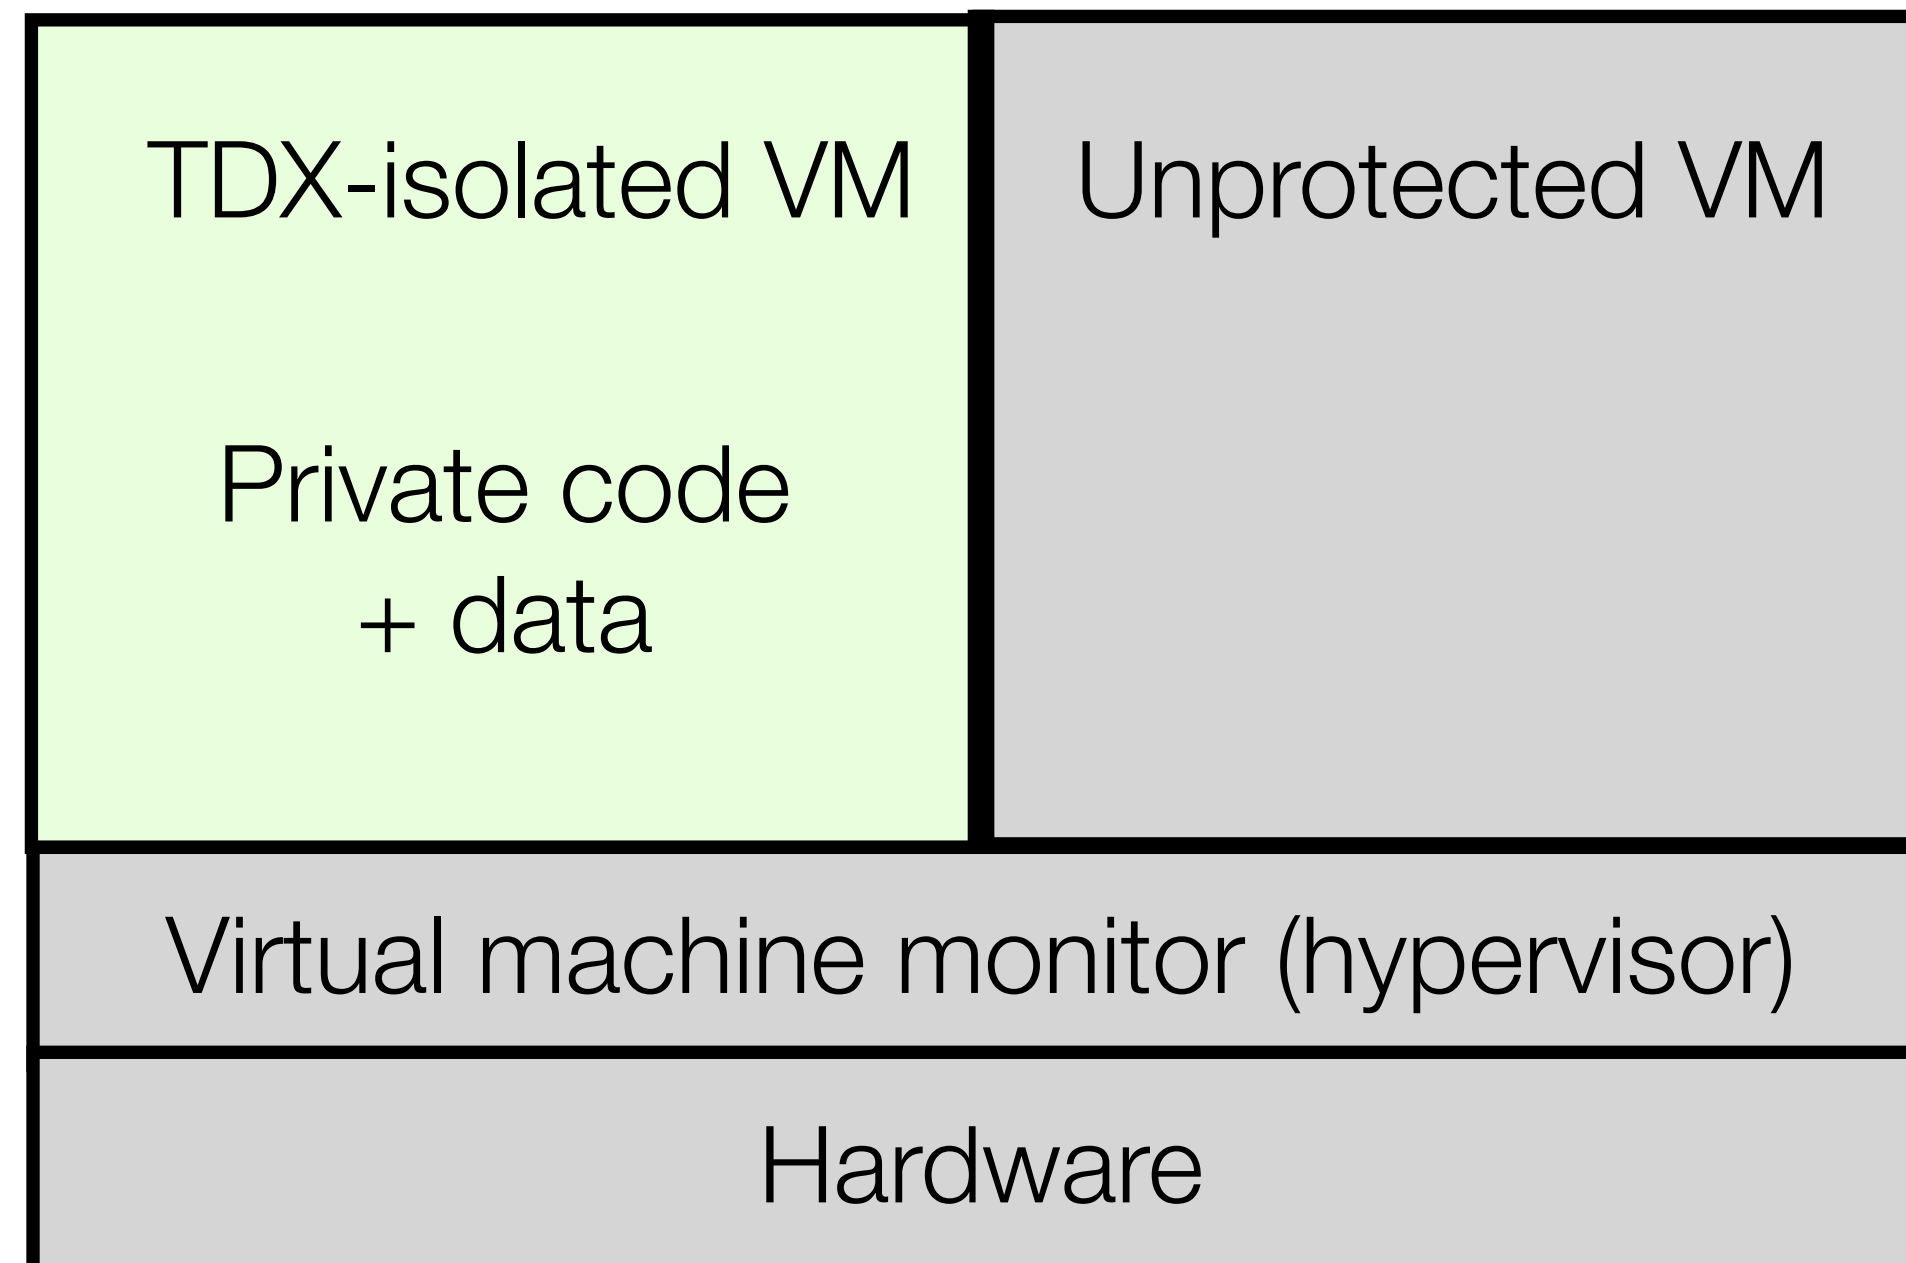 TDX-isolated VM
Private code
+ data
Unprotected VM
Virtual machine monitor (hypervisor)
Hardware